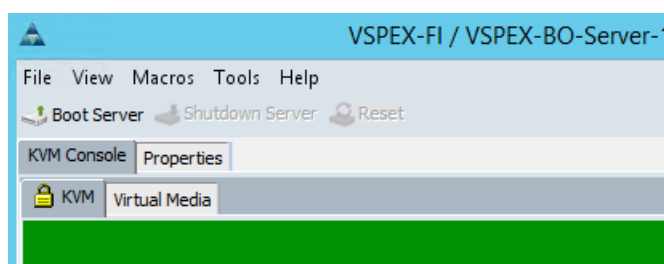 VSPEX-FI / VSPEX-BO-Server-
File View Macros Tools Help
Boot Server Shutdown Server Reset
KVM Console Properties
KVM Virtual Media